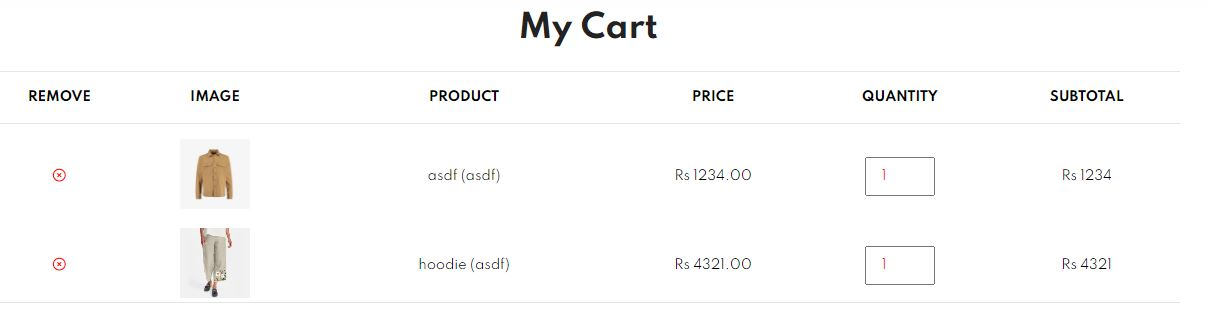 My Cart
REMOVE IMAGE PRODUCT PRICE QUANTITY SUBTOTAL
asdf (asdf) Rs 1234.00 1 Rs 1234
hoodie (asdf) Rs 4321.00 1 Rs 4321